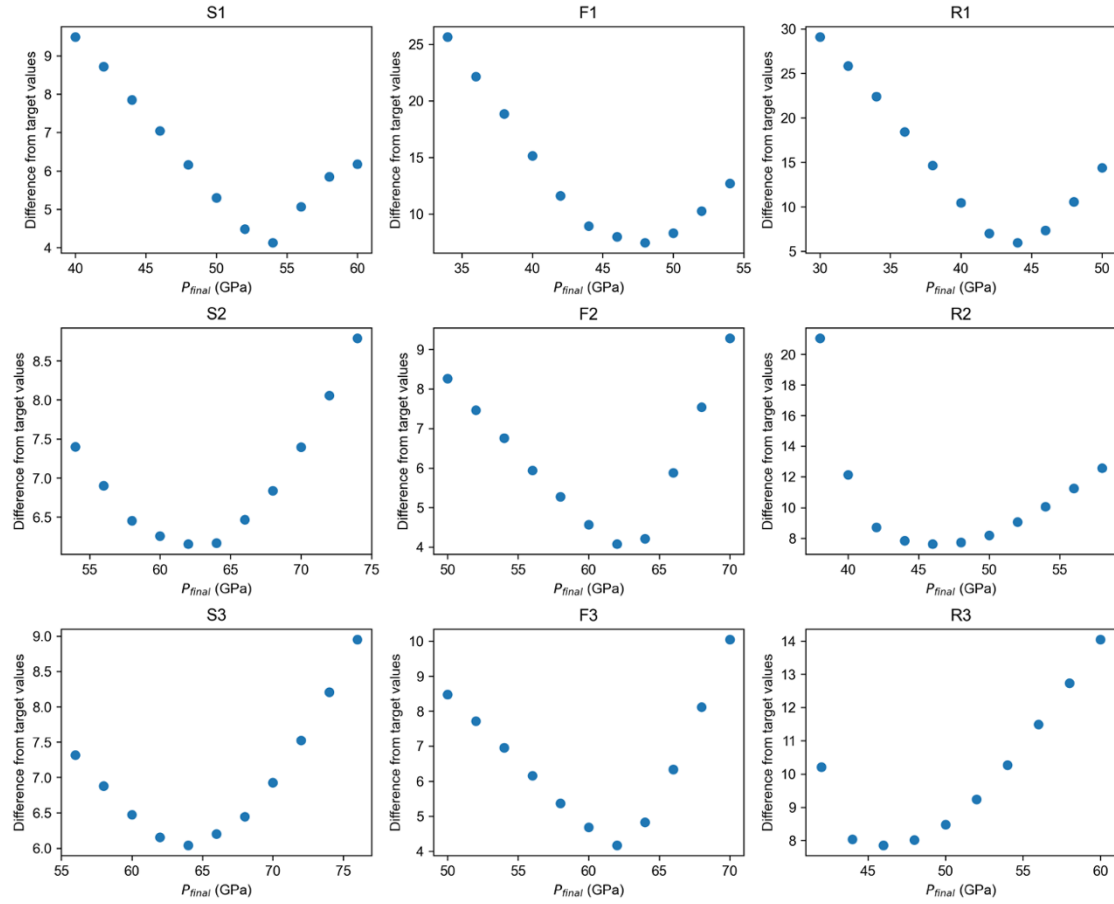 S1
Difference from target values
9
8
7
6
5
4
40 45 50 55 60
P_final (GPa)
F1
Difference from target values
25
20
15
10
35 40 45 50 55
P_final (GPa)
R1
Difference from target values
30
25
20
15
10
5
30 35 40 45 50
P_final (GPa)
S2
Difference from target values
8.5
8.0
7.5
7.0
6.5
55 60 65 70 75
P_final (GPa)
F2
Difference from target values
9
8
7
6
5
4
50 55 60 65 70
P_final (GPa)
R2
Difference from target values
20
18
16
14
12
10
8
40 45 50 55
P_final (GPa)
S3
Difference from target values
9.0
8.5
8.0
7.5
7.0
6.5
6.0
55 60 65 70 75
P_final (GPa)
F3
Difference from target values
10
9
8
7
6
5
4
50 55 60 65 70
P_final (GPa)
R3
Difference from target values
14
13
12
11
10
9
8
45 50 55 60
P_final (GPa)